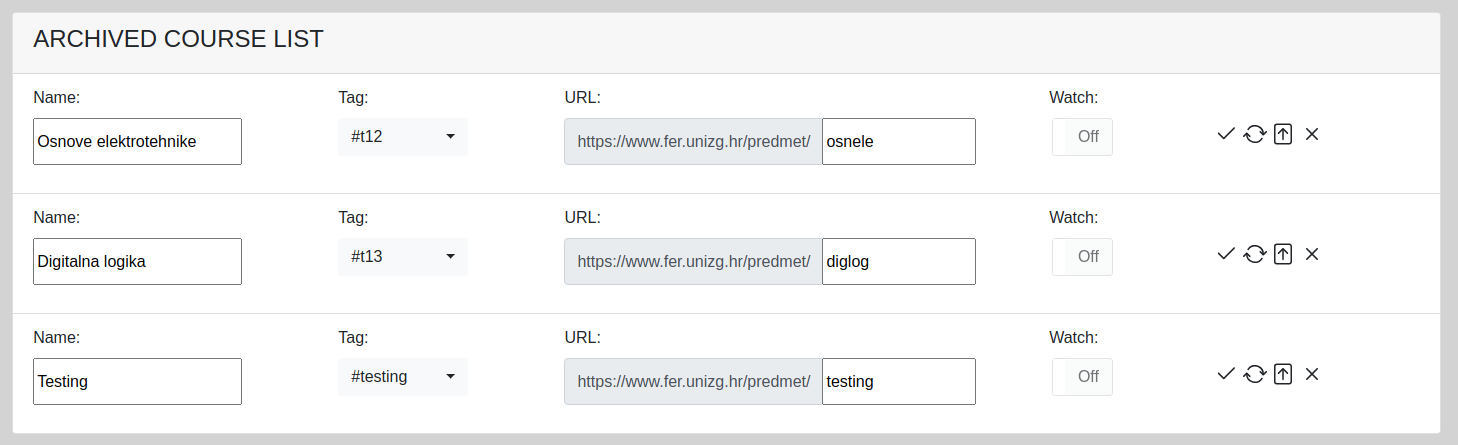 ARCHIVED COURSE LIST
Name: Tag: URL: Watch:
Osnove elektrotehnike #t12 https://www.fer.unizg.hr/predmet/ osnele Off
Name: Tag: URL: Watch:
Digitalna logika #t13 https://www.fer.unizg.hr/predmet/ diglog Off
Name: Tag: URL: Watch:
Testing #testing https://www.fer.unizg.hr/predmet/ testing Off